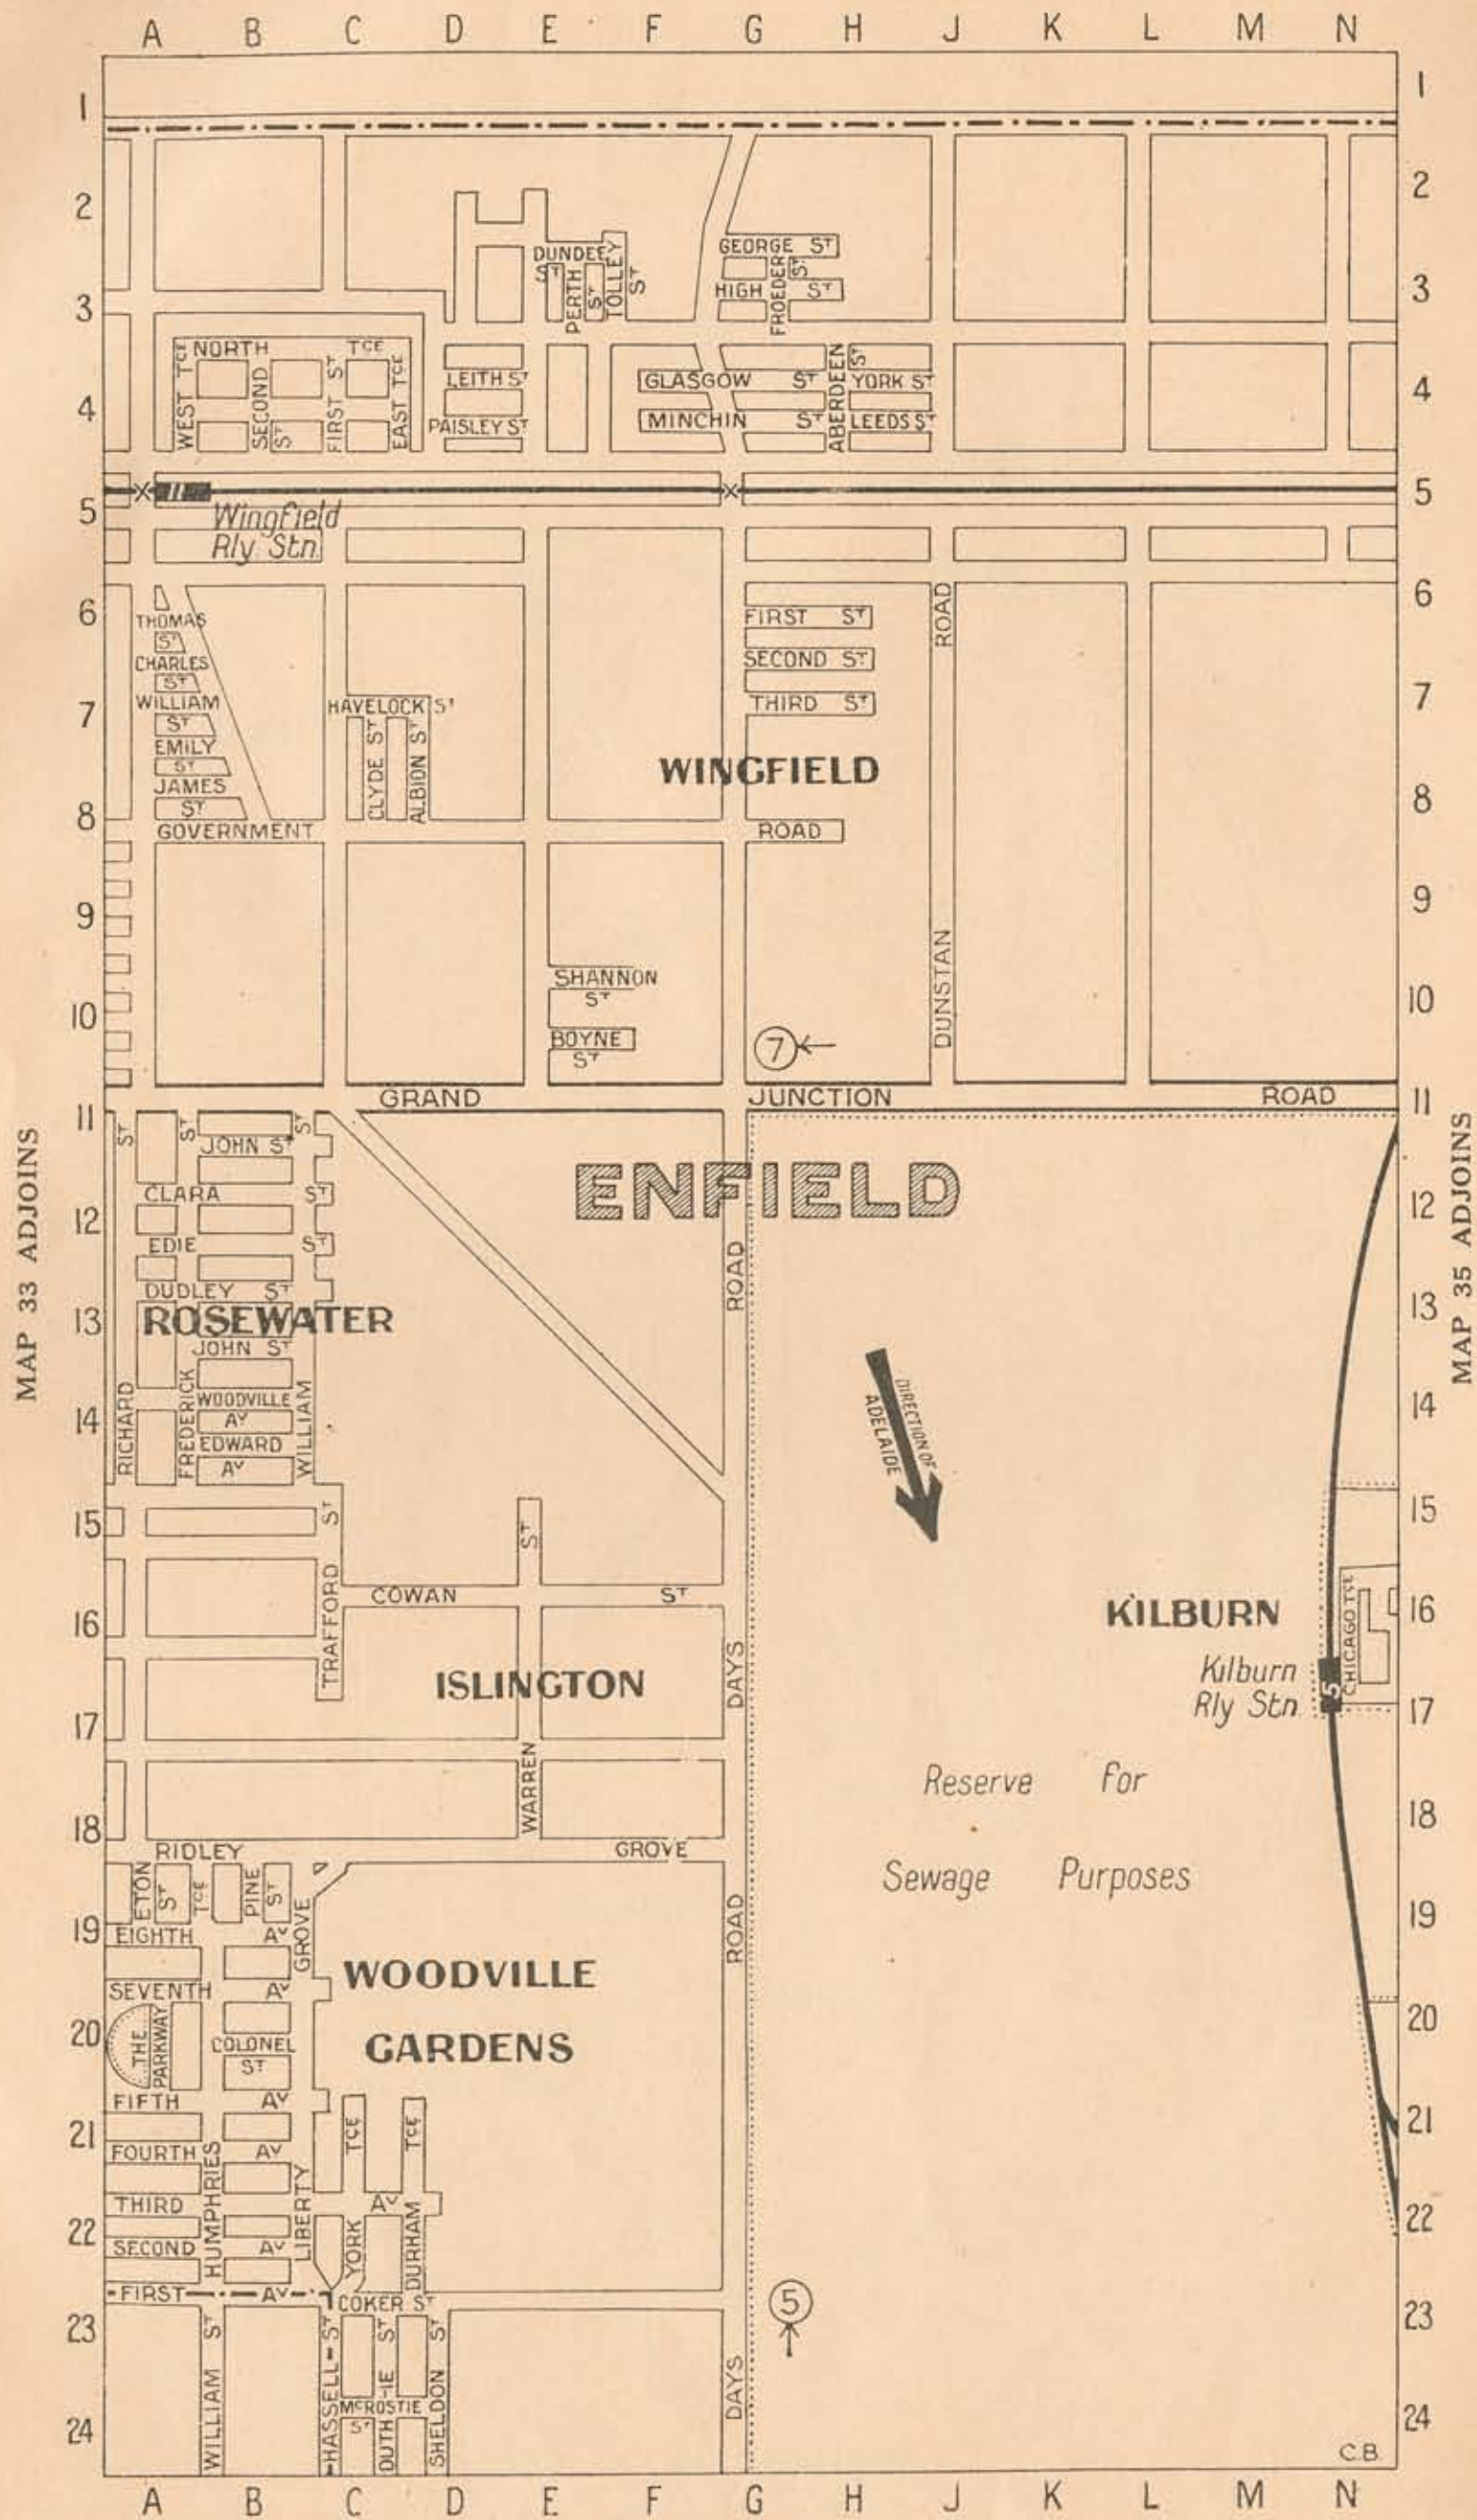 A B C D E F G H J K L M N
1 1
2 2
DUNDEE
ST
PERTH
ST
TOLLEY
ST
GEORGE ST
FROEDER
ST
HIGH ST
3 3
NORTH TCE
WEST TCE
SECOND
ST
FIRST ST
EAST TCE
LEITH ST
PAISLEY ST
GLASGOW ST
MINCHIN ST
ABERDEEN
ST
YORK ST
LEEDS ST
4 4
5 5
Wingfield
Rly. Stn.
6 6
THOMAS
ST
CHARLES
ST
WILLIAM
ST
EMILY
ST
JAMES
ST
FIRST ST
SECOND ST
THIRD ST
ROAD
7 7
HAVELOCK ST
CLYDE ST
ALBION ST
WINGFIELD
8 8
GOVERNMENT ROAD
9 9
DUNSTAN
SHANNON
ST
10 10
BOYNE
ST
7
GRAND JUNCTION ROAD
11 11
ST
ST
ST
JOHN ST
ENFIELD
CLARA ST
12 12
EDIE ST
ROAD
DUDLEY ST
13 13
ROSEWATER
JOHN ST
MAP 33 ADJOINS
MAP 35 ADJOINS
RICHARD
FREDERICK
WOODVILLE
AV
EDWARD
AV
WILLIAM
14 14
DIRECTION OF
ADELAIDE
15 15
ST
ST
COWAN ST
TRAFFORD
16 16
KILBURN
CHICAGO TCE
ISLINGTON
DAYS
Kilburn
Rly Stn
5
17 17
WARREN
Reserve for
18 18
RIDLEY GROVE
Sewage Purposes
ETON
ST
TCE
PINE
ST
19 19
EIGHTH AV
GROVE
ROAD
WOODVILLE
SEVENTH AV
20 20
THE
PARKWAY
COLONEL
ST
GARDENS
FIFTH AV
21 21
TCE
TCE
FOURTH AV
HUMPHRIES
LIBERTY
THIRD AV
22 22
YORK
DURHAM
SECOND AV
FIRST AV
COKER ST
5
23 23
WILLIAM ST
HASSELL ST
DUTHIE ST
SHELDON ST
DAYS
McROSTIE
ST
24 24
C.B.
A B C D E F G H J K L M N